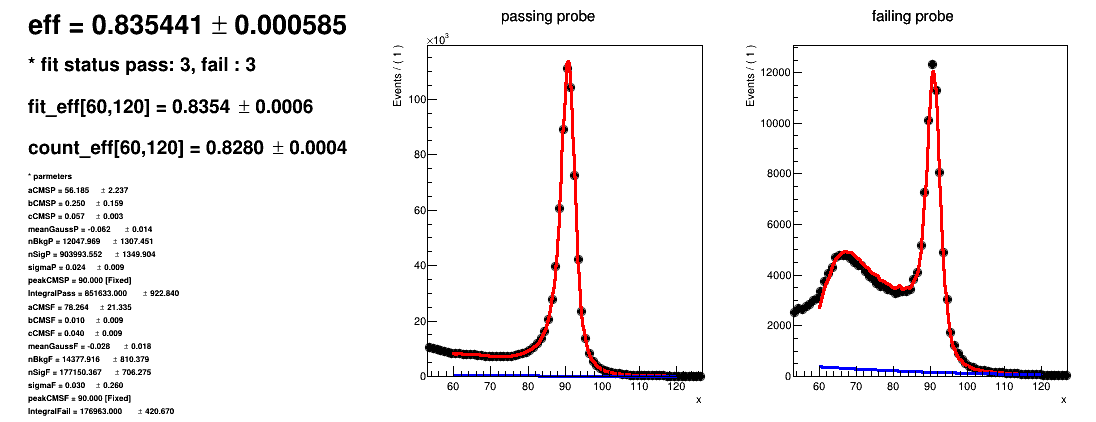 eff = 0.835441 ± 0.000585
* fit status pass: 3, fail : 3
fit_eff[60,120] = 0.8354 ± 0.0006
count_eff[60,120] = 0.8280 ± 0.0004
* parmeters
aCMSP = 56.185 ± 2.237
bCMSP = 0.250 ± 0.159
cCMSP = 0.057 ± 0.003
meanGaussP = -0.062 ± 0.014
nBkgP = 12047.969 ± 1307.451
nSigP = 903993.552 ± 1349.904
sigmaP = 0.024 ± 0.009
peakCMSP = 90.000 [Fixed]
IntegralPass = 851633.000 ± 922.840
aCMSF = 78.264 ± 21.335
bCMSF = 0.010 ± 0.009
cCMSF = 0.040 ± 0.009
meanGaussF = -0.028 ± 0.018
nBkgF = 14377.916 ± 810.379
nSigF = 177150.367 ± 706.275
sigmaF = 0.030 ± 0.260
peakCMSF = 90.000 [Fixed]
IntegralFail = 176963.000 ± 420.670
passing probe
×10³
Events / ( 1 )
100
80
60
40
20
0
60 70 80 90 100 110 120
x
failing probe
Events / ( 1 )
12000
10000
8000
6000
4000
2000
0
60 70 80 90 100 110 120
x